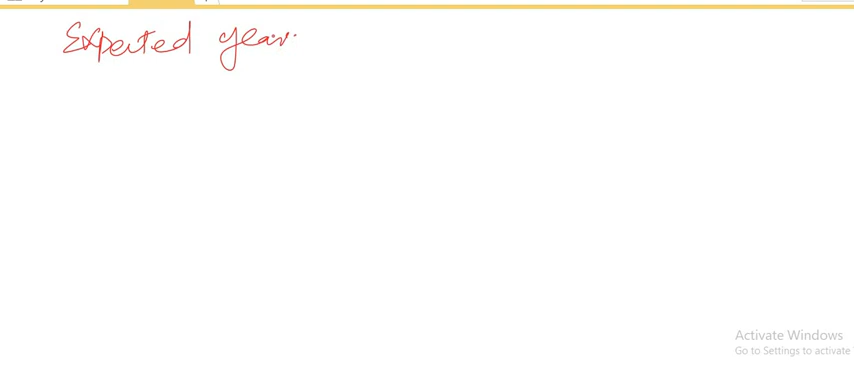 Expected year.
Activate Windows
Go to Settings to activate